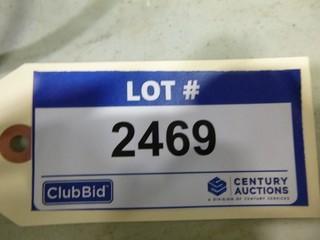 LOT #
2469
ClubBid
CENTURY
AUCTIONS
A DIVISION OF CENTURY SERVICES